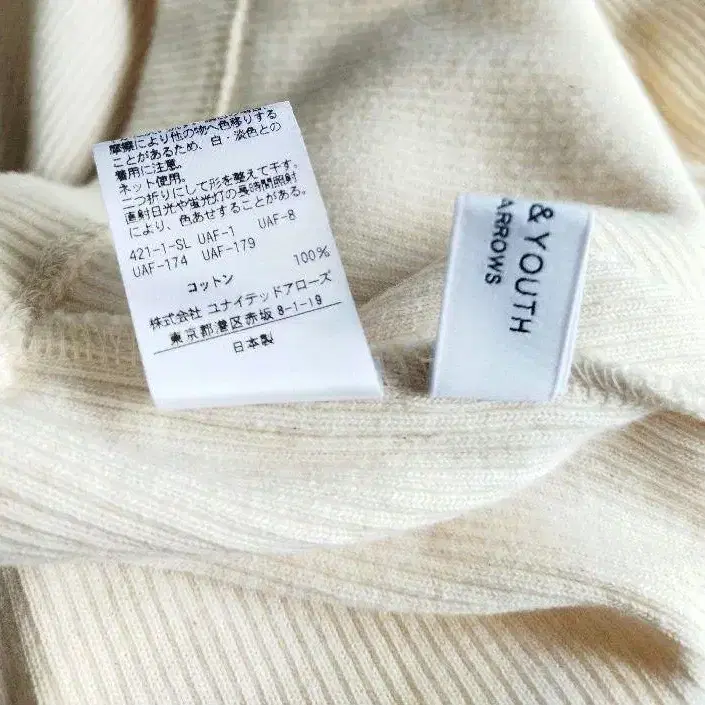 摩擦により他の物へ色移りする
ことがあるため、白・淡色との
着用に注意。
ネット使用。
二つ折りにして形を整えて干す。
直射日光や蛍光灯の長時間照射
により、色あせすることがある。
421-1-SL UAF-1 UAF-8
UAF-174 UAF-179
コットン 100%
株式会社 ユナイテッドアローズ
東京都港区赤坂 8-1-19
日本製
& YOUTH
ARROWS